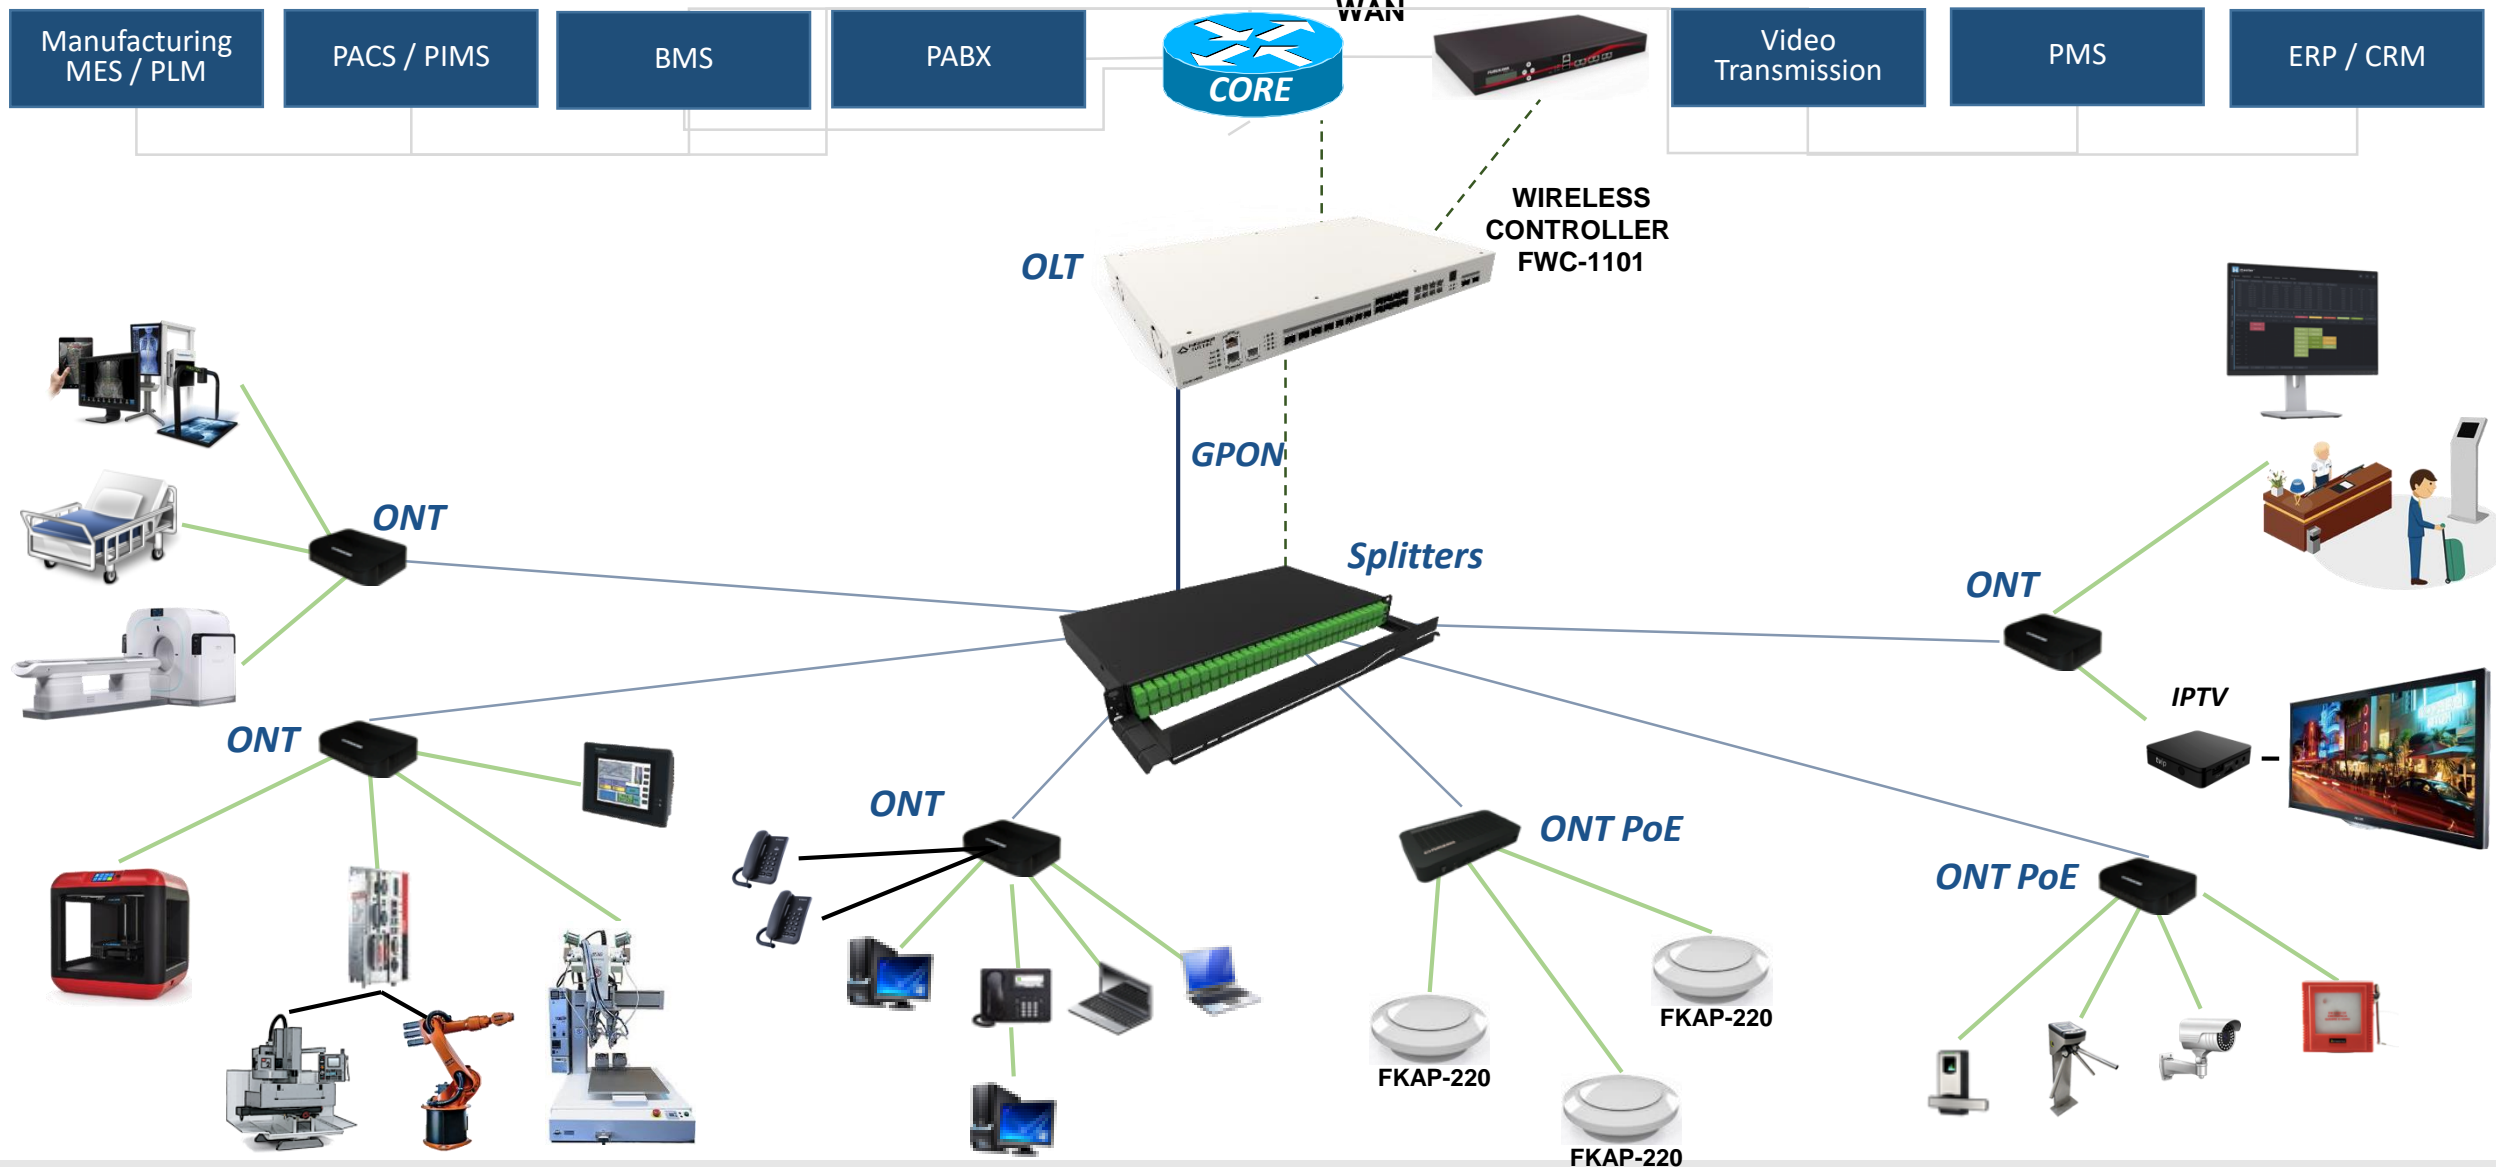 WAN
Manufacturing
MES / PLM
PACS / PIMS
BMS
PABX
CORE
Video
Transmission
PMS
ERP / CRM
WIRELESS
CONTROLLER
FWC-1101
OLT
GPON
Splitters
ONT
ONT
ONT
IPTV
ONT
ONT PoE
ONT PoE
FKAP-220
FKAP-220
FKAP-220